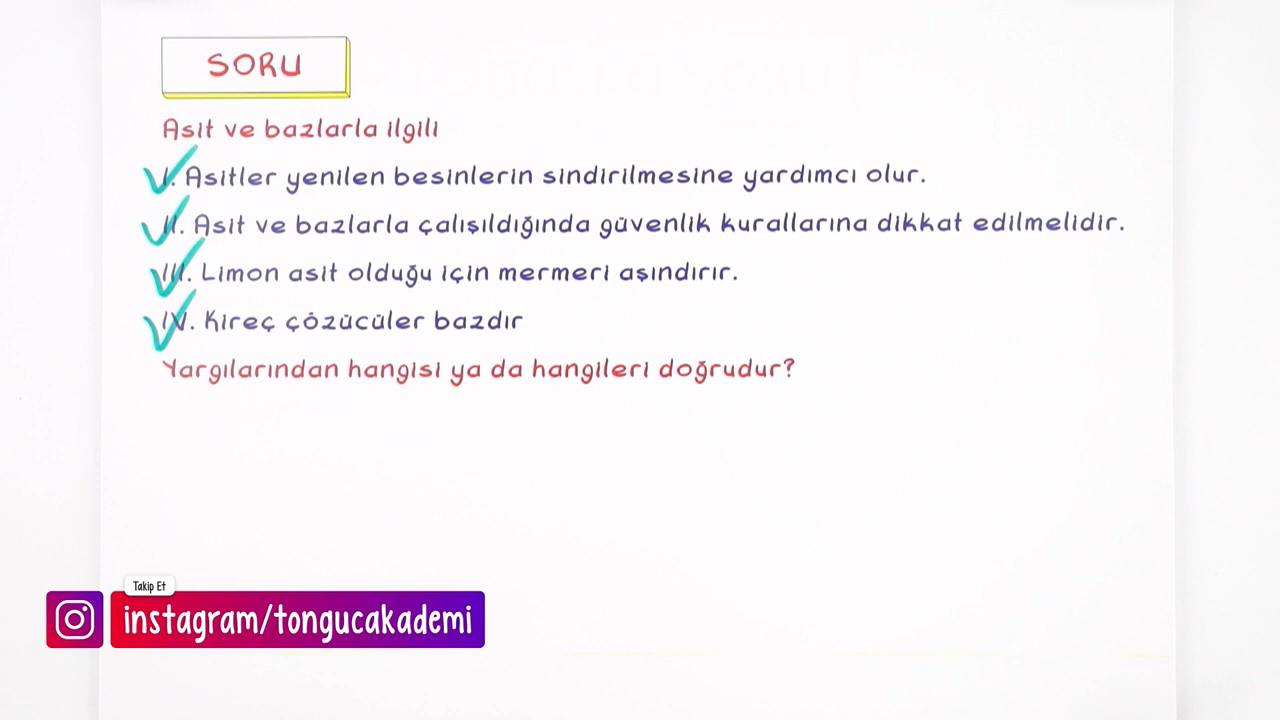 SORU
Asit ve bazlarla ilgili
I. Asitler yenilen besinlerin sindirilmesine yardımcı olur.
II. Asit ve bazlarla çalışıldığında güvenlik kurallarına dikkat edilmelidir.
III. Limon asit olduğu için mermeri aşındırır.
IV. Kireç çözücüler bazdır
Yargılarından hangisi ya da hangileri doğrudur?
Takip Et
instagram/tongucakademi